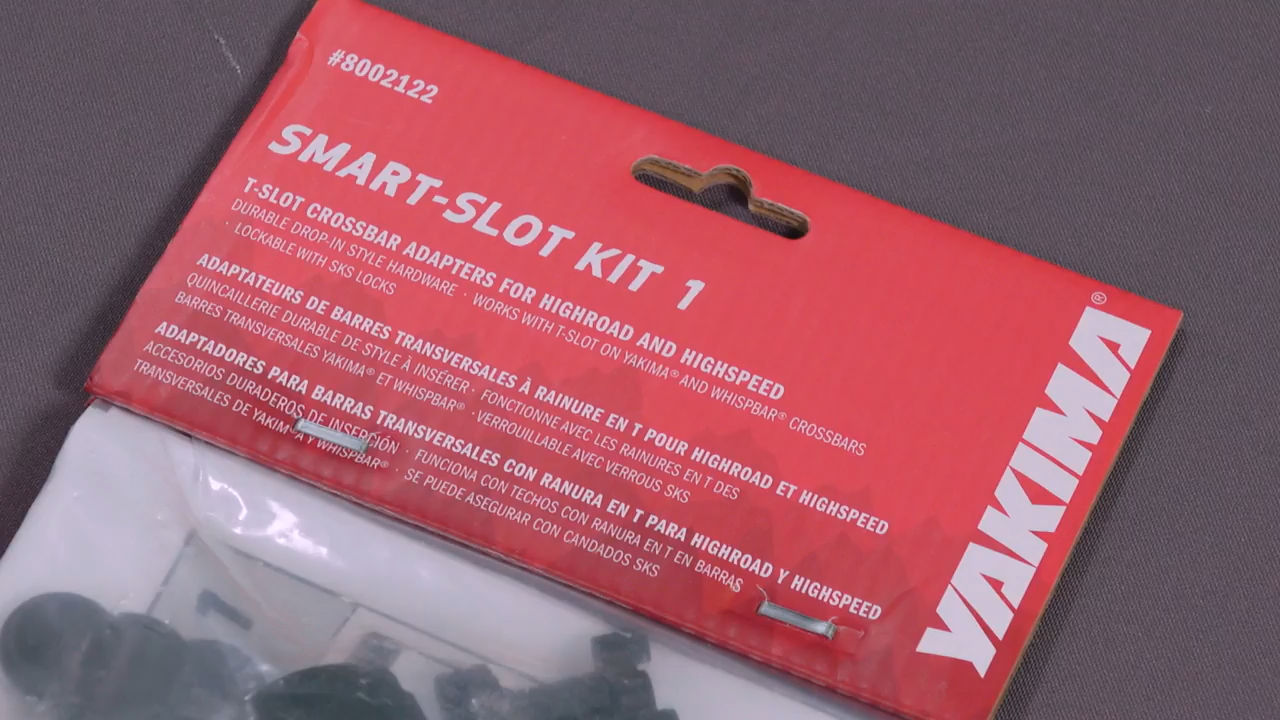 #8002122
SMART-SLOT KIT 1
T-SLOT CROSSBAR ADAPTERS FOR HIGHROAD AND HIGHSPEED
DURABLE DROP-IN STYLE HARDWARE · WORKS WITH T-SLOT ON YAKIMA® AND WHISPBAR® CROSSBARS
· LOCKABLE WITH SKS LOCKS
ADAPTATEURS DE BARRES TRANSVERSALES À RAINURE EN T POUR HIGHROAD ET HIGHSPEED
QUINCAILLERIE DURABLE DE STYLE À INSÉRER · FONCTIONNE AVEC LES RAINURES EN T DES
BARRES TRANSVERSALES YAKIMA® ET WHISPBAR® · VERROUILLABLE AVEC VERROUS SKS
ADAPTADORES PARA BARRAS TRANSVERSALES CON RANURA EN T PARA HIGHROAD Y HIGHSPEED
ACCESORIOS DURADEROS DE INSERCIÓN · FUNCIONA CON TECHOS CON RANURA EN T EN BARRAS
TRANSVERSALES DE YAKIMA Y WHISPBAR® · SE PUEDE ASEGURAR CON CANDADOS SKS
YAKIMA®